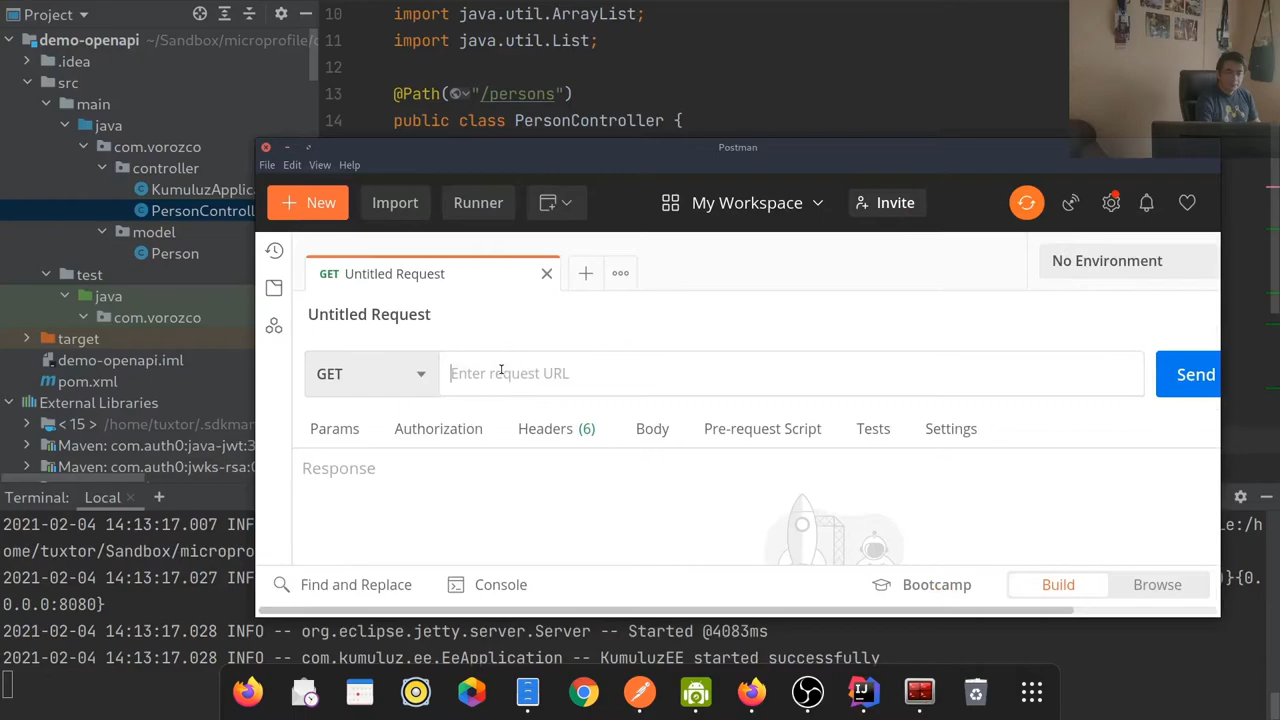 Project
demo-openapi ~/Sandbox/microprofile/
.idea
src
main
java
com.vorozco
controller
KumuluzApplic
PersonControll
model
Person
test
java
com.vorozco
target
demo-openapi.iml
pom.xml
External Libraries
< 15 > /home/tuxtor/.sdkmar
Maven: com.auth0:java-jwt:3
Maven: com.auth0:jwks-rsa:0
10 import java.util.ArrayList;
11 import java.util.List;
12
13 @Path("/persons")
14 public class PersonController {
Postman
File Edit View Help
New Import Runner My Workspace Invite
GET Untitled Request No Environment
Untitled Request
GET Enter request URL Send
Params Authorization Headers (6) Body Pre-request Script Tests Settings
Response
Find and Replace Console Bootcamp Build Browse
Terminal: Local
2021-02-04 14:13:17.007 INF le:/h
ome/tuxtor/Sandbox/micropro
2021-02-04 14:13:17.027 INF )}{0.
0.0.0:8080}
2021-02-04 14:13:17.028 INFO -- org.eclipse.jetty.server.Server -- Started @4083ms
2021-02-04 14:13:17.028 INFO -- com.kumuluz.ee.EeApplication -- KumuluzEE started successfully